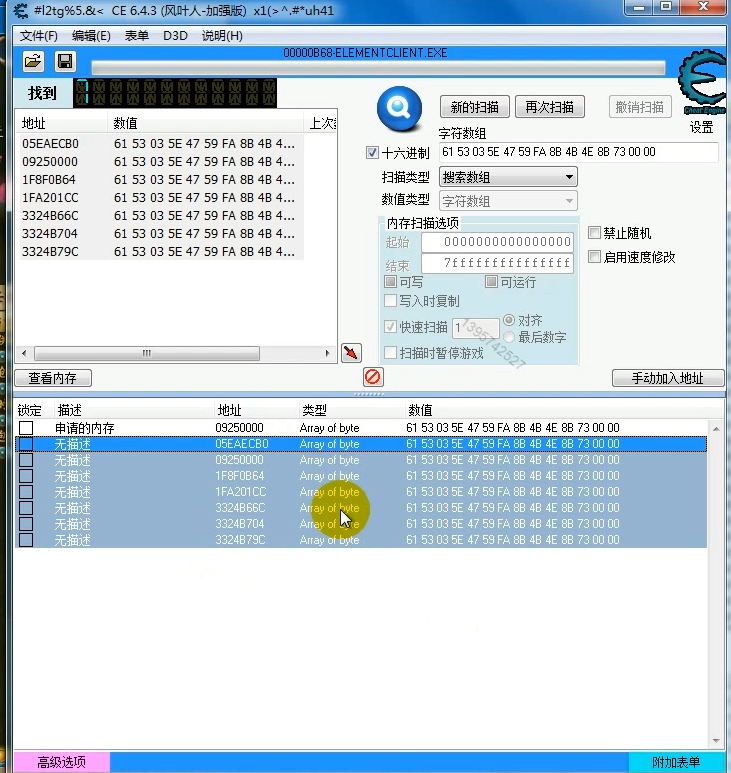 #l2tg%5.&< CE 6.4.3 (风叶人-加强版) x1(>^.#*uh41
文件(F) 编辑(E) 表单 D3D 说明(H)
00000B68-ELEMENTCLIENT.EXE
找到 1
新的扫描 再次扫描 撤销扫描
Cheat Engine
设置
地址 数值 上次
05EAECB0 61 53 03 5E 47 59 FA 8B 4B 4...
09250000 61 53 03 5E 47 59 FA 8B 4B 4...
1F8F0B64 61 53 03 5E 47 59 FA 8B 4B 4...
1FA201CC 61 53 03 5E 47 59 FA 8B 4B 4...
3324B66C 61 53 03 5E 47 59 FA 8B 4B 4...
3324B704 61 53 03 5E 47 59 FA 8B 4B 4...
3324B79C 61 53 03 5E 47 59 FA 8B 4B 4...
字符数组
十六进制 61 53 03 5E 47 59 FA 8B 4B 4E 8B 73 00 00
扫描类型 搜索数组
数值类型 字符数组
内存扫描选项
起始 0000000000000000
结束 7fffffffffffffff
可写 可运行
写入时复制
快速扫描 1 对齐
最后数字
扫描时暂停游戏
禁止随机
启用速度修改
1395742527
查看内存 手动加入地址
锁定 描述 地址 类型 数值
申请的内存 09250000 Array of byte 61 53 03 5E 47 59 FA 8B 4B 4E 8B 73 00 00
无描述 05EAECB0 Array of byte 61 53 03 5E 47 59 FA 8B 4B 4E 8B 73 00 00
无描述 09250000 Array of byte 61 53 03 5E 47 59 FA 8B 4B 4E 8B 73 00 00
无描述 1F8F0B64 Array of byte 61 53 03 5E 47 59 FA 8B 4B 4E 8B 73 00 00
无描述 1FA201CC Array of byte 61 53 03 5E 47 59 FA 8B 4B 4E 8B 73 00 00
无描述 3324B66C Array of byte 61 53 03 5E 47 59 FA 8B 4B 4E 8B 73 00 00
无描述 3324B704 Array of byte 61 53 03 5E 47 59 FA 8B 4B 4E 8B 73 00 00
无描述 3324B79C Array of byte 61 53 03 5E 47 59 FA 8B 4B 4E 8B 73 00 00
高级选项 附加表单